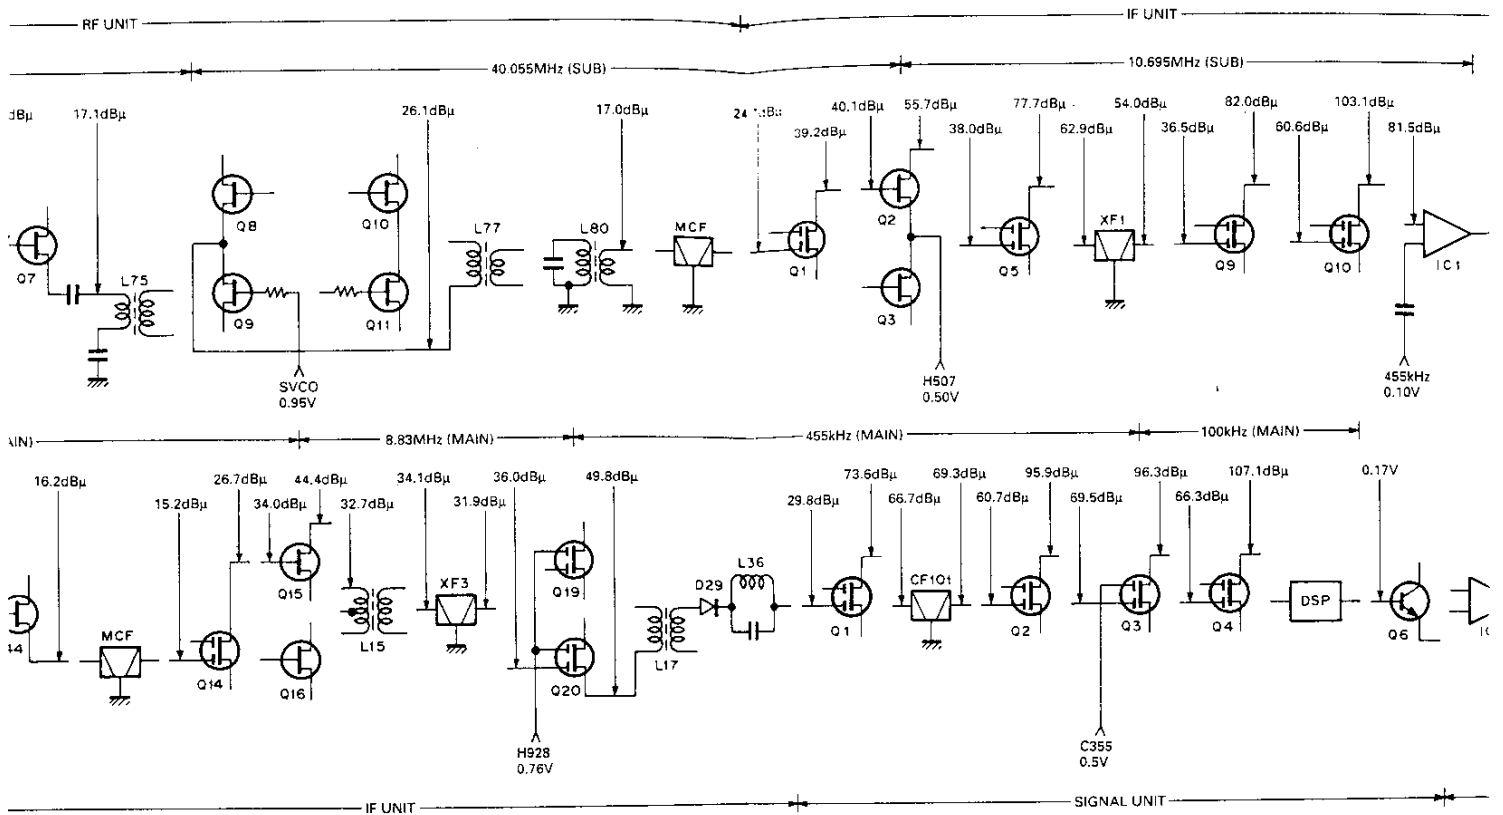 RF UNIT
IF UNIT
40.055MHz (SUB)
10.695MHz (SUB)
dBμ
17.1dBμ
26.1dBμ
17.0dBμ
39.2dBμ
40.1dBμ
55.7dBμ
38.0dBμ
77.7dBμ
62.9dBμ
54.0dBμ
36.5dBμ
82.0dBμ
60.6dBμ
103.1dBμ
81.5dBμ
Q7
L75
Q8
Q9
Q10
Q11
L77
L80
MCF
Q1
Q2
Q3
Q5
XF1
Q9
Q10
IC1
SVCO
0.95V
H507
0.50V
455kHz
0.10V
AIN)
8.83MHz (MAIN)
455kHz (MAIN)
100kHz (MAIN)
16.2dBμ
15.2dBμ
26.7dBμ
34.0dBμ
44.4dBμ
32.7dBμ
34.1dBμ
31.9dBμ
36.0dBμ
49.8dBμ
29.8dBμ
73.6dBμ
66.7dBμ
69.3dBμ
60.7dBμ
95.9dBμ
69.5dBμ
96.3dBμ
66.3dBμ
107.1dBμ
0.17V
MCF
Q14
Q15
Q16
L15
XF3
Q19
Q20
L17
D29
L36
Q1
CF101
Q2
Q3
Q4
DSP
Q6
H928
0.76V
C355
0.5V
IF UNIT
SIGNAL UNIT